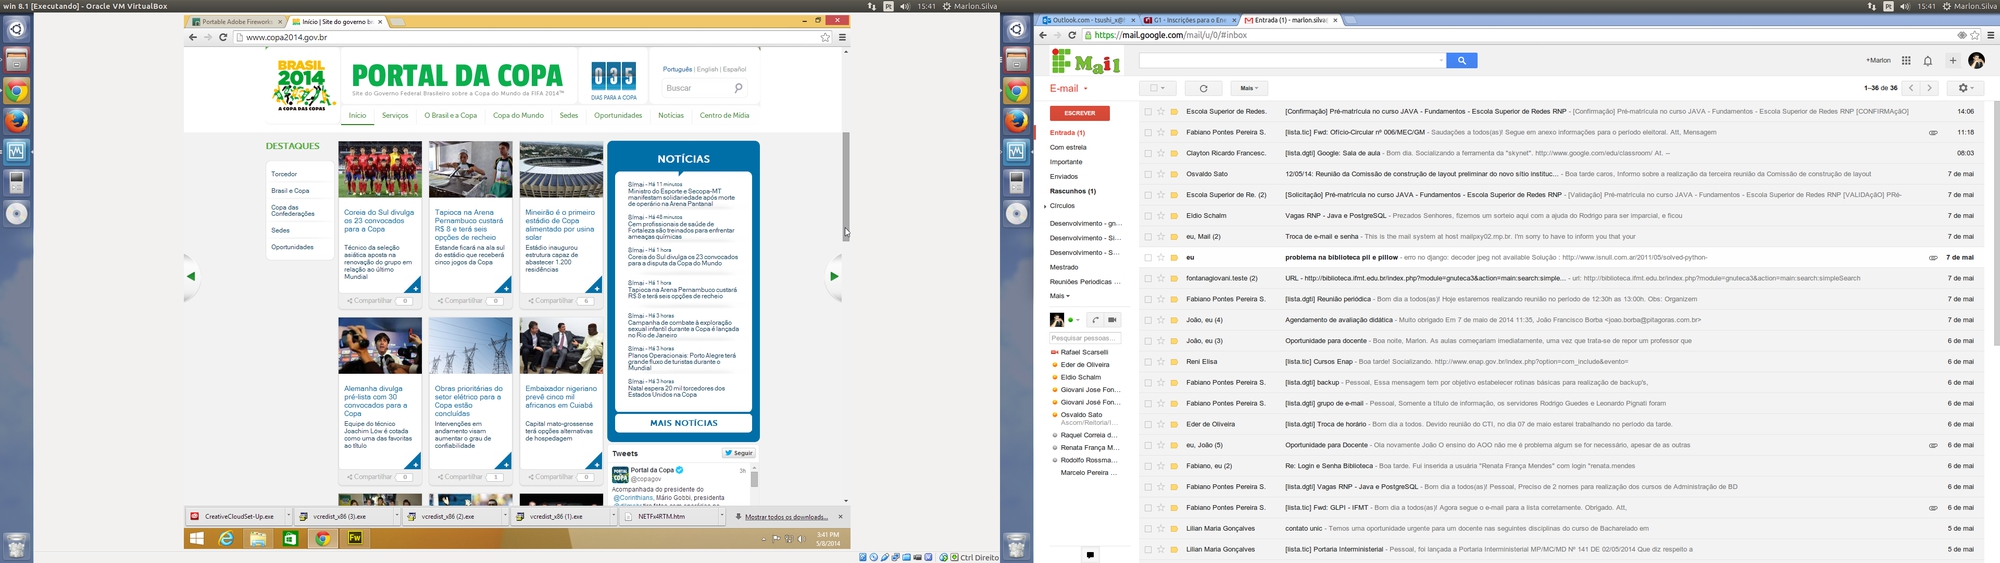 win 8.1 [Executando] - Oracle VM VirtualBox
Pt 15:41 Marlon.Silva
Portable Adobe Fireworks
Início | Site do governo br
www.copa2014.gov.br
BRASIL
2014
A COPA DAS COPAS
PORTAL DA COPA
Site do Governo Federal Brasileiro sobre a Copa do Mundo da FIFA 2014™
035
DIAS PARA A COPA
Português | English | Español
Buscar
Início Serviços O Brasil e a Copa Copa do Mundo Sedes Oportunidades Notícias Centro de Mídia
DESTAQUES
Torcedor
Brasil e Copa
Copa das
Confederações
Sedes
Oportunidades
Coreia do Sul divulga
os 23 convocados
para a Copa
Técnico da seleção
asiática aposta na
renovação do grupo em
relação ao último
Mundial
Compartilhar 0
Tapioca na Arena
Pernambuco custará
R$ 8 e terá seis
opções de recheio
Estande ficará na ala sul
do estádio que receberá
cinco jogos da Copa
Compartilhar 0
Mineirão é o primeiro
estádio de Copa
alimentado por usina
solar
Estádio inaugurou
estrutura capaz de
abastecer 1.200
residências
Compartilhar 6
Alemanha divulga
pré-lista com 30
convocados para a
Copa
Equipe do técnico
Joachim Löw é cotada
como uma das favoritas
ao título
Compartilhar 0
Obras prioritárias do
setor elétrico para a
Copa estão
concluídas
Intervenções em
andamento visam
aumentar o grau de
confiabilidade
Compartilhar 1
Embaixador nigeriano
prevê cinco mil
africanos em Cuiabá
Capital mato-grossense
terá opções alternativas
de hospedagem
Compartilhar 0
NOTÍCIAS
8/mai - Há 11 minutos
Ministro do Esporte e Secopa-MT
manifestam solidariedade após morte
de operário na Arena Pantanal
8/mai - Há 48 minutos
Cem profissionais de saúde de
Fortaleza são treinados para enfrentar
ameaças químicas
8/mai - Há 1 hora
Coreia do Sul divulga os 23 convocados
para a disputa da Copa do Mundo
8/mai - Há 1 hora
Tapioca na Arena Pernambuco custará
R$ 8 e terá seis opções de recheio
8/mai - Há 3 horas
Campanha de combate à exploração
sexual infantil durante a Copa é lançada
no Rio de Janeiro
8/mai - Há 3 horas
Planos Operacionais: Porto Alegre terá
grande fluxo de turistas durante o
Mundial
8/mai - Há 3 horas
Natal espera 20 mil torcedores dos
Estados Unidos na Copa
MAIS NOTÍCIAS
Tweets Seguir
Portal da Copa 3h
@copagov
Acompanhada do presidente do
@Corinthians, Mário Gobbi, presidenta
CreativeCloudSet-Up.exe vcredist_x86 (3).exe vcredist_x86 (2).exe vcredist_x86 (1).exe NETFx4RTM.htm Mostrar todos os downloads...
Fw
3:41 PM
5/8/2014
Ctrl Direito
Pt 15:41 Marlon.Silva
Outlook.com - tsushi_x@
G1 - Inscrições para o En
Entrada (1) - marlon.silva
https://mail.google.com/mail/u/0/#inbox
Mail
+Marlon
E-mail
Mais
1–36 de 36
ESCREVER
Entrada (1)
Com estrela
Importante
Enviados
Rascunhos (1)
Círculos
Desenvolvimento - gn...
Desenvolvimento - Si...
Desenvolvimento - S...
Mestrado
Reuniões Periodicas ...
Mais
Pesquisar pessoas...
Rafael Scarselli
Eder de Oliveira
Eldio Schalm
Giovani Jose Fon...
Giovani José Fon...
Osvaldo Sato
Ascom/Reitoria/I...
Raquel Correia d...
Renata França M...
Rodolfo Rossma...
Marcelo Pereira ...
Escola Superior de Redes. [Confirmação] Pré-matrícula no curso JAVA - Fundamentos - Escola Superior de Redes RNP - [Confirmação] Pré-matrícula no curso JAVA - Fundamentos - Escola Superior de Redes RNP [CONFIRMAçãO] 14:06
Fabiano Pontes Pereira S. [lista.tic] Fwd: Ofício-Circular nº 006/MEC/GM - Saudações a todos(as)! Segue em anexo informações para o período eleitoral. Att, Mensagem 11:18
Clayton Ricardo Francesc. [lista.dgti] Google: Sala de aula - Bom dia. Socializando a ferramenta da "skynet". http://www.google.com/edu/classroom/ At. -- 08:03
Osvaldo Sato 12/05/14: Reunião da Comissão de construção de layout preliminar do novo sítio instituc... - Boa tarde caros, Informo sobre a realização da terceira reunião da Comissão de construção de layout 7 de mai
Escola Superior de Re. (2) [Solicitação] Pré-matrícula no curso JAVA - Fundamentos - Escola Superior de Redes RNP - [Validação] Pré-matrícula no curso JAVA - Fundamentos - Escola Superior de Redes RNP [VALIDAçãO] PRé- 7 de mai
Eldio Schalm Vagas RNP - Java e PostgreSQL - Prezados Senhores, fizemos um sorteio aqui com a ajuda do Rodrigo para ser imparcial, e ficou 7 de mai
eu, Mail (2) Troca de e-mail e senha - This is the mail system at host mailpxy02.mp.br. I'm sorry to have to inform you that your 7 de mai
eu problema na biblioteca pil e pillow - erro no django: decoder jpeg not available Solução : http://www.isnull.com.ar/2011/05/solved-python- 7 de mai
fontanagiovani.teste (2) URL - http://biblioteca.ifmt.edu.br/index.php?module=gnuteca3&action=main:search:simple... - url: http://biblioteca.ifmt.edu.br/index.php?module=gnuteca3&action=main:search:simpleSearch 7 de mai
Fabiano Pontes Pereira S. [lista.dgti] Reunião periódica - Bom dia a todos(as)! Hoje estaremos realizando reunião no período de 12:30h as 13:00h. Obs: Organizem 7 de mai
João, eu (4) Agendamento de avaliação didática - Muito obrigado Em 7 de maio de 2014 11:35, João Francisco Borba <joao.borba@pitagoras.com.br> 7 de mai
João, eu (3) Oportunidade para docente - Boa noite, Marlon. As aulas começariam imediatamente, uma vez que trata-se de repor um professor que 7 de mai
Reni Elisa [lista.tic] Cursos Enap - Boa tarde! Socializando. http://www.enap.gov.br/index.php?option=com_include&evento= 7 de mai
Fabiano Pontes Pereira S. [lista.dgti] backup - Pessoal, Essa mensagem tem por objetivo estabelecer rotinas básicas para realização de backup's, 6 de mai
Fabiano Pontes Pereira S. [lista.dgti] grupo de e-mail - Pessoal, Somente a título de informação, os servidores Rodrigo Guedes e Leonardo Pignati foram 6 de mai
Eder de Oliveira [lista.dgti] Troca de horário - Bom dia a todos. Devido reunião do CTI, no dia 07 de maio estarei trabalhando no período da tarde. 6 de mai
eu, João (5) Oportunidade para Docente - Ola novamente João O ensino do AOO não me é problema algum se for necessário, apesar de as outras 6 de mai
Fabiano, eu (2) Re: Login e Senha Biblioteca - Boa tarde. Fui inserida a usuária "Renata França Mendes" com login "renata.mendes 6 de mai
Fabiano Pontes Pereira S. [lista.dgti] Vagas RNP - Java e PostgreSQL - Bom dia a todos(as)! Pessoal, Preciso de 2 nomes para realização dos cursos de Administração de BD 6 de mai
Fabiano Pontes Pereira S. [lista.tic] Fwd: GLPI - IFMT - Bom dia a todos(as)! Agora segue o e-mail para a lista corretamente. Obrigado. Att, 6 de mai
Lilian Maria Gonçalves contato unic - Temos uma oportunidade urgente para um docente nas seguintes disciplinas do curso de Bacharelado em 5 de mai
Lilian Maria Gonçalves [lista.tic] Portaria Interministerial - Pessoal, foi lançada a Portaria Interministerial MP/MC/MD Nº 141 DE 02/05/2014 Que diz respeito a 5 de mai